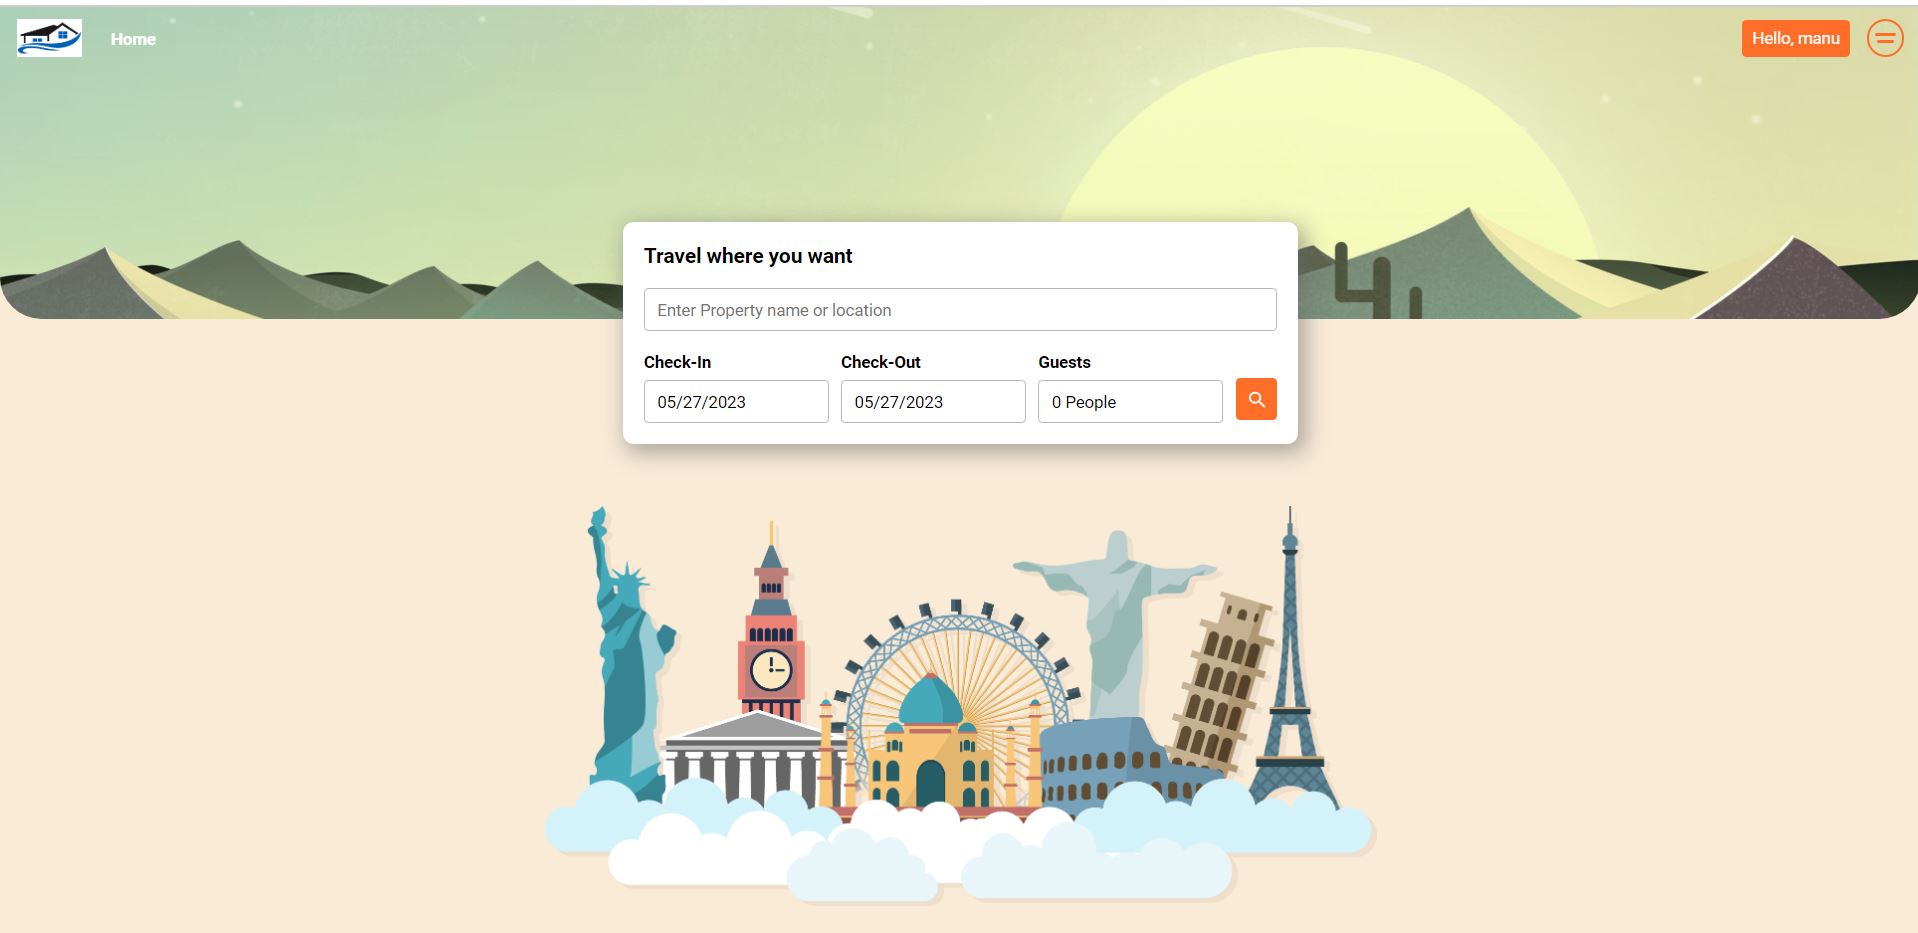 Home
Hello, manu
Travel where you want
Enter Property name or location
Check-In
Check-Out
Guests
05/27/2023
05/27/2023
0 People